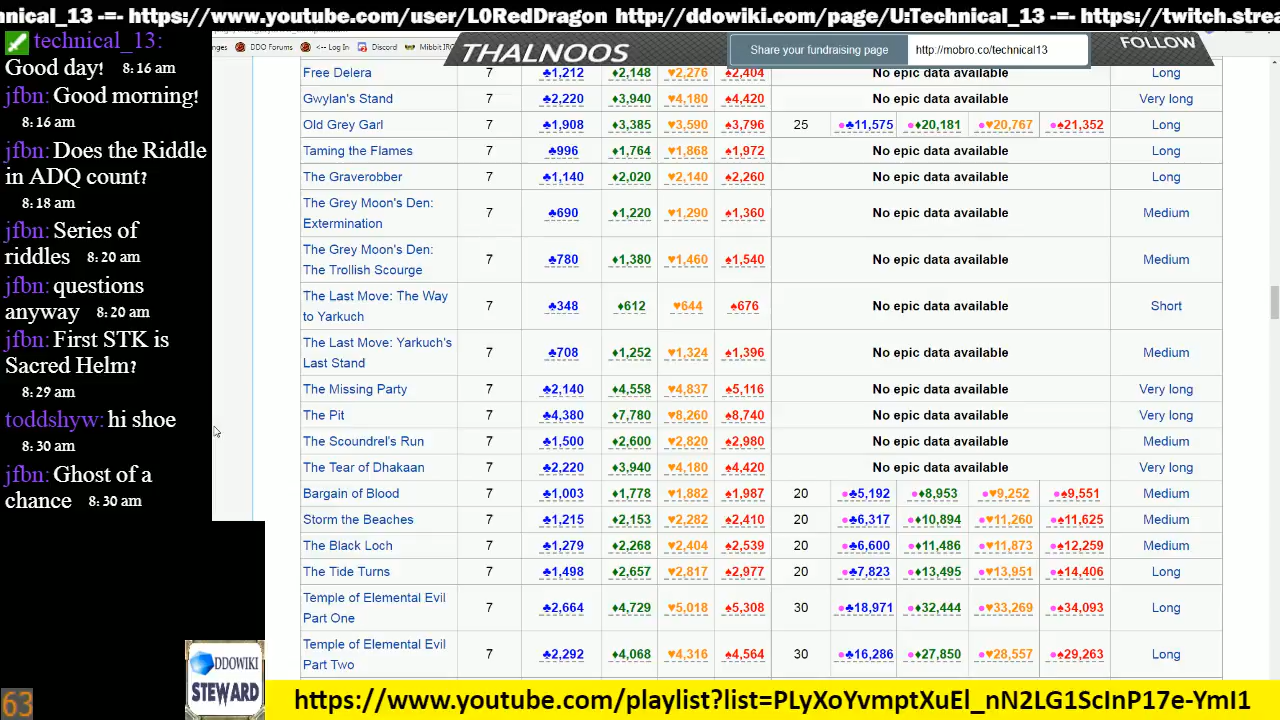 nical_13 -=- https://www.youtube.com/user/L0RedDragon http://ddowiki.com/page/U:Technical_13 -=- https://twitch.strea
technical_13:
Good day! 8:16 am
jfbn: Good morning!
8:16 am
jfbn: Does the Riddle
in ADQ count?
8:18 am
jfbn: Series of
riddles 8:20 am
jfbn: questions
anyway 8:20 am
jfbn: First STK is
Sacred Helm?
8:29 am
toddshyw: hi shoe
8:30 am
jfbn: Ghost of a
chance 8:30 am
nges DDO Forums <-- Log In Discord Mibbit IR
THALNOOS
Share your fundraising page http://mobro.co/technical13
FOLLOW
Free Delera 7 ♣1,212 ♦2,148 ♥2,276 ♠2,404 No epic data available Long
Gwylan's Stand 7 ♣2,220 ♦3,940 ♥4,180 ♠4,420 No epic data available Very long
Old Grey Garl 7 ♣1,908 ♦3,385 ♥3,590 ♠3,796 25 ●♣11,575 ●♦20,181 ●♥20,767 ●♠21,352 Long
Taming the Flames 7 ♣996 ♦1,764 ♥1,868 ♠1,972 No epic data available Long
The Graverobber 7 ♣1,140 ♦2,020 ♥2,140 ♠2,260 No epic data available Long
The Grey Moon's Den:
Extermination 7 ♣690 ♦1,220 ♥1,290 ♠1,360 No epic data available Medium
The Grey Moon's Den:
The Trollish Scourge 7 ♣780 ♦1,380 ♥1,460 ♠1,540 No epic data available Medium
The Last Move: The Way
to Yarkuch 7 ♣348 ♦612 ♥644 ♠676 No epic data available Short
The Last Move: Yarkuch's
Last Stand 7 ♣708 ♦1,252 ♥1,324 ♠1,396 No epic data available Medium
The Missing Party 7 ♣2,140 ♦4,558 ♥4,837 ♠5,116 No epic data available Very long
The Pit 7 ♣4,380 ♦7,780 ♥8,260 ♠8,740 No epic data available Very long
The Scoundrel's Run 7 ♣1,500 ♦2,600 ♥2,820 ♠2,980 No epic data available Medium
The Tear of Dhakaan 7 ♣2,220 ♦3,940 ♥4,180 ♠4,420 No epic data available Very long
Bargain of Blood 7 ♣1,003 ♦1,778 ♥1,882 ♠1,987 20 ●♣5,192 ●♦8,953 ●♥9,252 ●♠9,551 Medium
Storm the Beaches 7 ♣1,215 ♦2,153 ♥2,282 ♠2,410 20 ●♣6,317 ●♦10,894 ●♥11,260 ●♠11,625 Medium
The Black Loch 7 ♣1,279 ♦2,268 ♥2,404 ♠2,539 20 ●♣6,600 ●♦11,486 ●♥11,873 ●♠12,259 Medium
The Tide Turns 7 ♣1,498 ♦2,657 ♥2,817 ♠2,977 20 ●♣7,823 ●♦13,495 ●♥13,951 ●♠14,406 Long
Temple of Elemental Evil
Part One 7 ♣2,664 ♦4,729 ♥5,018 ♠5,308 30 ●♣18,971 ●♦32,444 ●♥33,269 ●♠34,093 Long
Temple of Elemental Evil
Part Two 7 ♣2,292 ♦4,068 ♥4,316 ♠4,564 30 ●♣16,286 ●♦27,850 ●♥28,557 ●♠29,263 Long
DDOWIKI
STEWARD
63
https://www.youtube.com/playlist?list=PLyXoYvmptXuEl_nN2LG1ScInP17e-YmI1